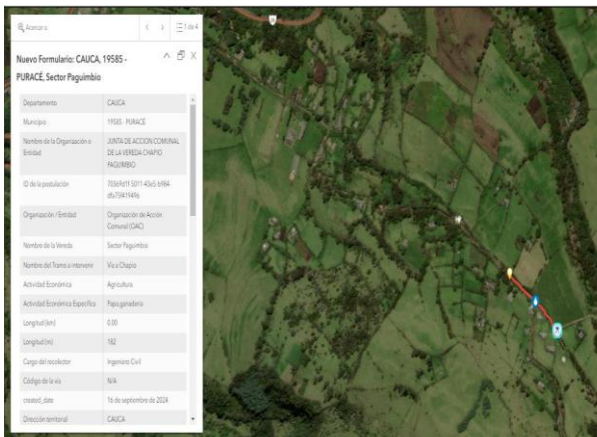 Acercar a
1 de 4
Nuevo Formulario: CAUCA, 19585 -
PURACÉ, Sector Paguimbio
Departamento CAUCA
Municipio 19585 - PURACÉ
Nombre de la Organización o JUNTA DE ACCION COMUNAL
Entidad DE LA VEREDA CHAPIO
PAGUIMBIO
ID de la postulación
Organización / Entidad Organización de Acción
Comunal (OAC)
Nombre de la Vereda Sector Paguimbio
Nombre del Tramo a intervenir Vía a Chapio
Actividad Económica Agricultura
Actividad Económica Específica Papa,ganaderia
Longitud (km) 0.00
Longitud (m) 182
Cargo del recolector Ingeniero Civil
Código de la vía N/A
created_date 16 de septiembre de 2024
Dirección territorial CAUCA